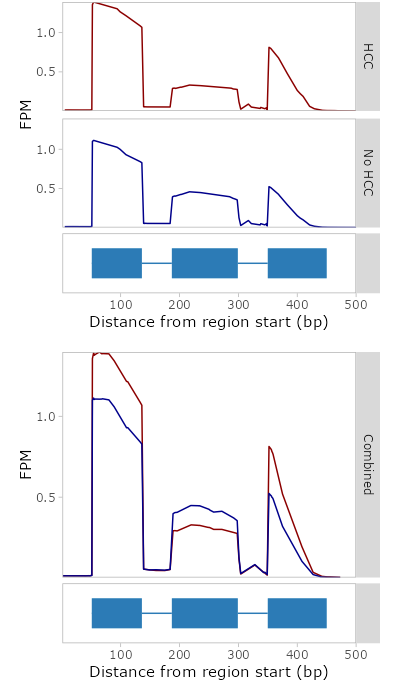 HCC
1.0
0.5
FPM
No HCC
1.0
0.5
100 200 300 400 500
Distance from region start (bp)
Combined
1.0
FPM
0.5
100 200 300 400 500
Distance from region start (bp)